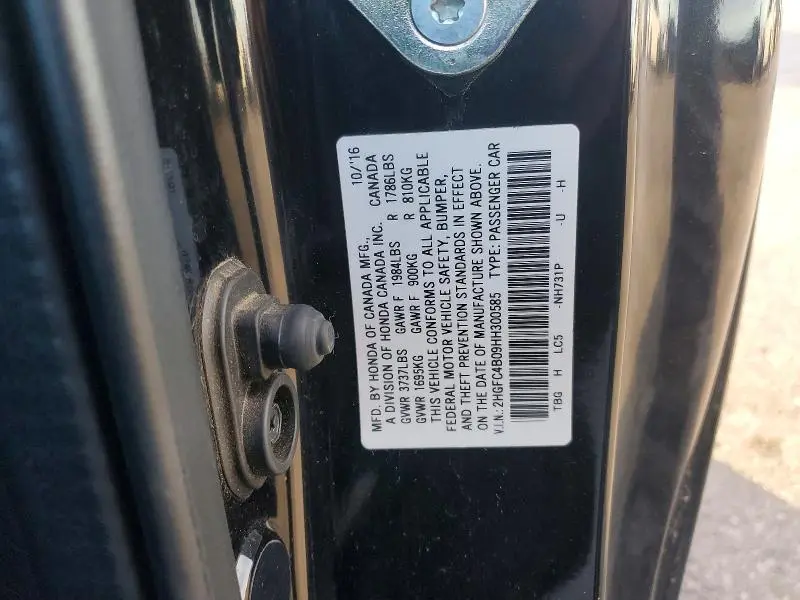 MFD. BY HONDA OF CANADA MFG., 10/'16
A DIVISION OF HONDA CANADA INC. CANADA
GVWR 3737LBS GAWR F 1984LBS R 1786LBS
GVWR 1695KG GAWR F 900KG R 810KG
THIS VEHICLE CONFORMS TO ALL APPLICABLE
FEDERAL MOTOR VEHICLE SAFETY, BUMPER,
AND THEFT PREVENTION STANDARDS IN EFFECT
ON THE DATE OF MANUFACTURE SHOWN ABOVE.
V.I.N.: 2HGFC4B09HH300585 TYPE: PASSENGER CAR
TBG H LC5 -NH731P -U -H